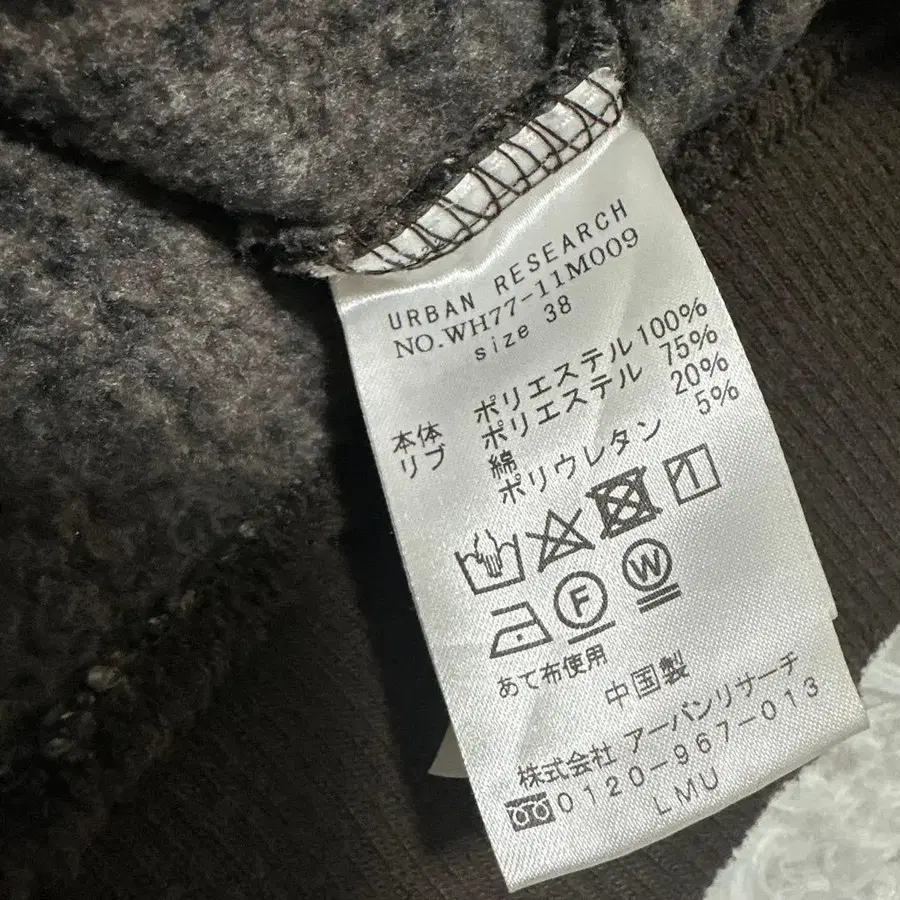 URBAN RESEARCH
NO.WH77-11M009
size 38
本体 ポリエステル100%
リブ ポリエステル 75%
綿 20%
ポリウレタン 5%
F W
あて布使用
中国製
株式会社 アーバンリサーチ
0120-967-013
LMU